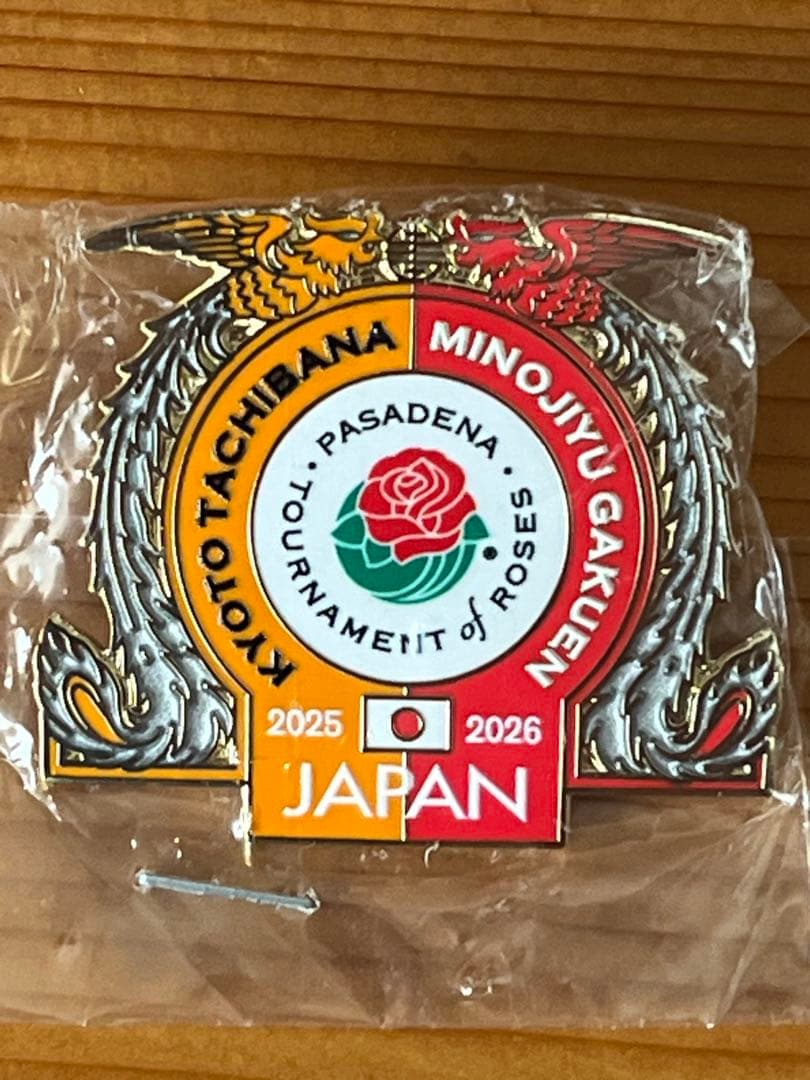 KYOTO TACHIBANA
MINOJIYU GAKUEN
• PASADENA •
TOURNAMENT of ROSES
®
2025
2026
JAPAN